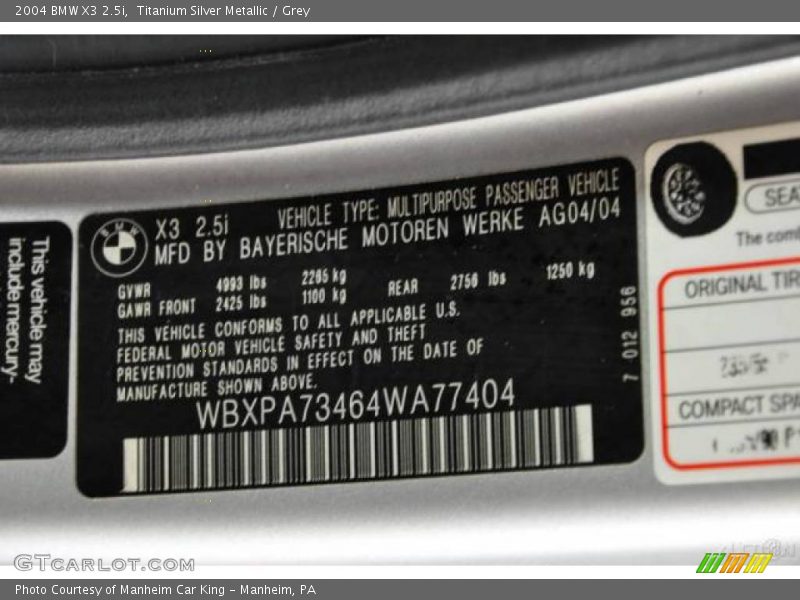 2004 BMW X3 2.5i, Titanium Silver Metallic / Grey
This vehicle may
include mercury-
BMW
X3 2.5i VEHICLE TYPE: MULTIPURPOSE PASSENGER VEHICLE
MFD BY BAYERISCHE MOTOREN WERKE AG04/04
GVWR 4993 lbs 2265 kg
GAWR FRONT 2425 lbs 1100 kg REAR 2756 lbs 1250 kg
THIS VEHICLE CONFORMS TO ALL APPLICABLE U.S.
FEDERAL MOTOR VEHICLE SAFETY AND THEFT
PREVENTION STANDARDS IN EFFECT ON THE DATE OF
MANUFACTURE SHOWN ABOVE.
WBXPA73464WA77404
7 012 956
SEA
The comb
ORIGINAL TIR
COMPACT SPA
GTCARLOT.COM
Photo Courtesy of Manheim Car King - Manheim, PA